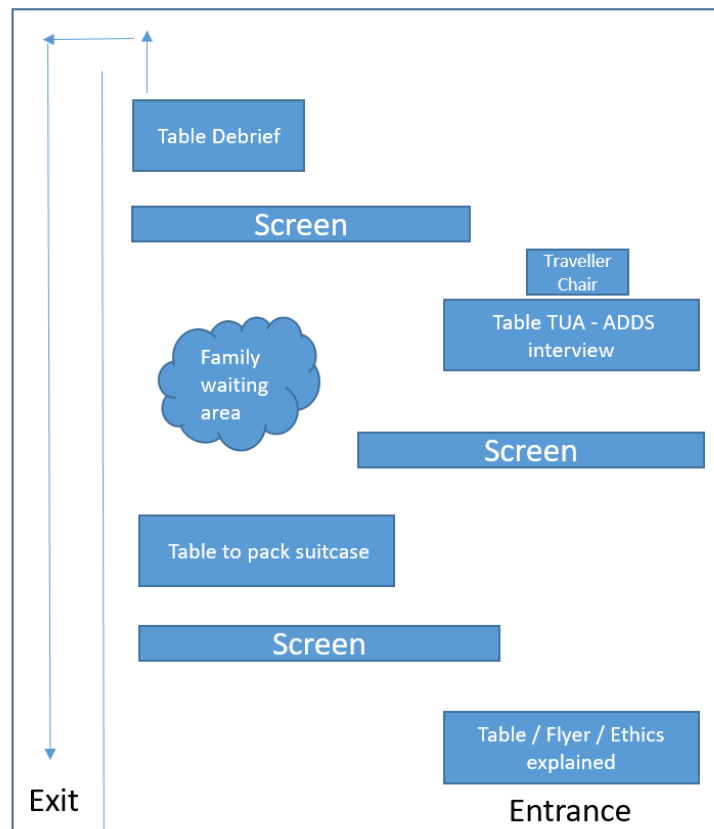 Table Debrief
Screen
Traveller
Chair
Table TUA - ADDS
interview
Family
waiting
area
Screen
Table to pack suitcase
Screen
Table / Flyer / Ethics
explained
Exit
Entrance